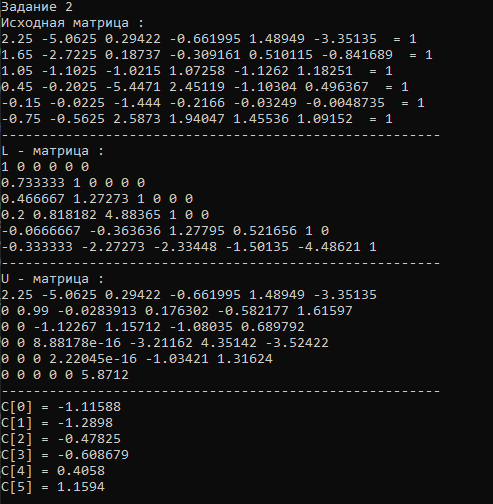 Задание 2
Исходная матрица :
2.25 -5.0625 0.29422 -0.661995 1.48949 -3.35135  = 1
1.65 -2.7225 0.18737 -0.309161 0.510115 -0.841689  = 1
1.05 -1.1025 -1.0215 1.07258 -1.1262 1.18251  = 1
0.45 -0.2025 -5.4471 2.45119 -1.10304 0.496367  = 1
-0.15 -0.0225 -1.444 -0.2166 -0.03249 -0.0048735  = 1
-0.75 -0.5625 2.5873 1.94047 1.45536 1.09152  = 1
-------------------------------------------------------
L - матрица :
1 0 0 0 0 0
0.733333 1 0 0 0 0
0.466667 1.27273 1 0 0 0
0.2 0.818182 4.88365 1 0 0
-0.0666667 -0.363636 1.27795 0.521656 1 0
-0.333333 -2.27273 -2.33448 -1.50135 -4.48621 1
-------------------------------------------------------
U - матрица :
2.25 -5.0625 0.29422 -0.661995 1.48949 -3.35135
0 0.99 -0.0283913 0.176302 -0.582177 1.61597
0 0 -1.12267 1.15712 -1.08035 0.689792
0 0 8.88178e-16 -3.21162 4.35142 -3.52422
0 0 0 2.22045e-16 -1.03421 1.31624
0 0 0 0 0 5.8712
-------------------------------------------------------
C[0] = -1.11588
C[1] = -1.2898
C[2] = -0.47825
C[3] = -0.608679
C[4] = 0.4058
C[5] = 1.1594